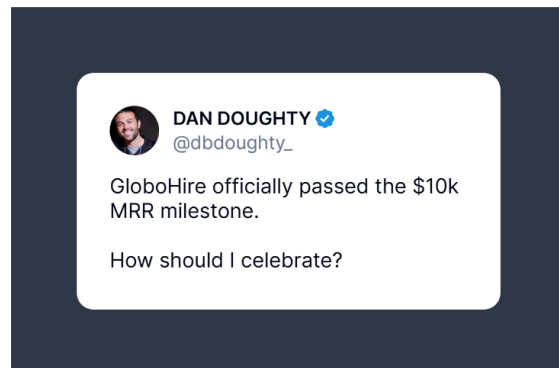 DAN DOUGHTY
@dbdoughty_
GloboHire officially passed the $10k
MRR milestone.
How should I celebrate?